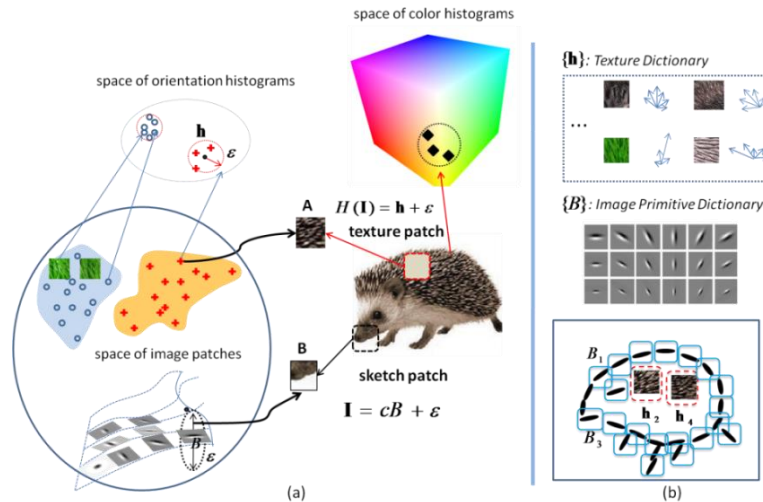 space of color histograms
space of orientation histograms
h
ε
A
H(I) = h + ε
texture patch
space of image patches
B
sketch patch
I = cB + ε
B
ε
(a)
{h}: Texture Dictionary
...
{B}: Image Primitive Dictionary
B₁
h₂ h₄
B₃
(b)